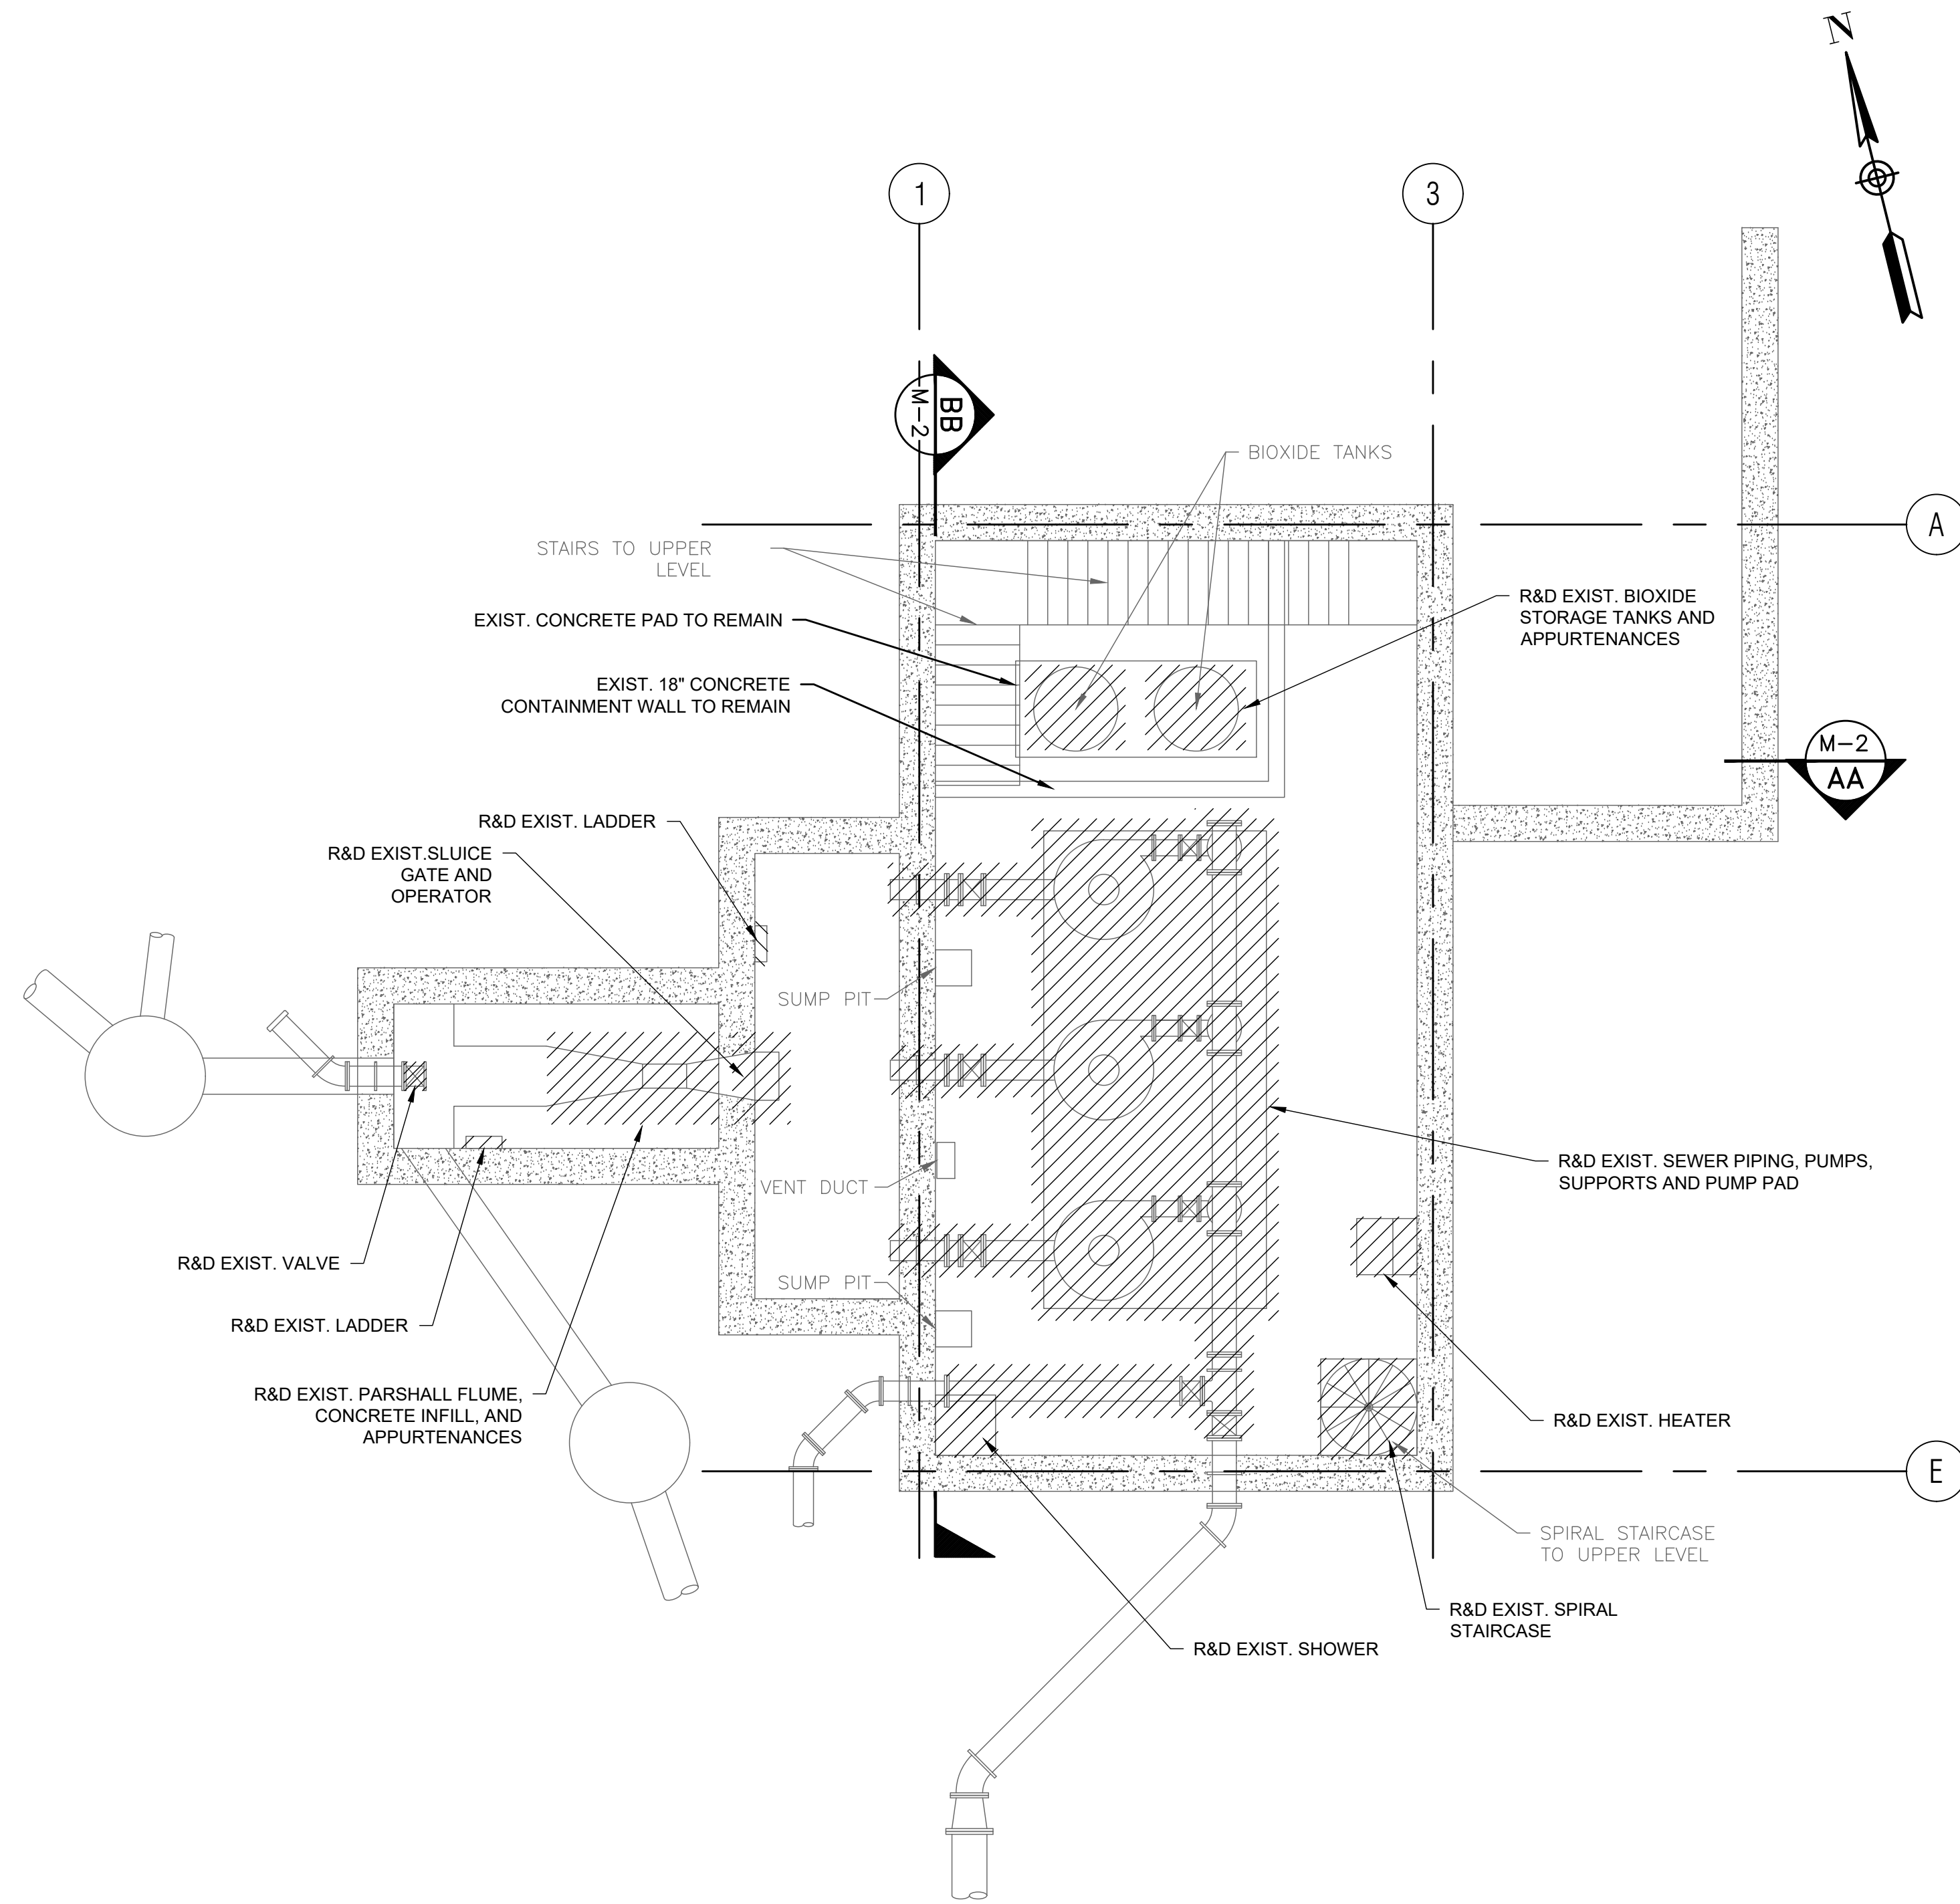 N
1
3
BB
M-2
BIOXIDE TANKS
A
STAIRS TO UPPER
LEVEL
EXIST. CONCRETE PAD TO REMAIN
R&D EXIST. BIOXIDE
STORAGE TANKS AND
APPURTENANCES
EXIST. 18" CONCRETE
CONTAINMENT WALL TO REMAIN
M-2
AA
R&D EXIST. LADDER
R&D EXIST.SLUICE
GATE AND
OPERATOR
SUMP PIT
VENT DUCT
R&D EXIST. SEWER PIPING, PUMPS,
SUPPORTS AND PUMP PAD
R&D EXIST. VALVE
SUMP PIT
R&D EXIST. LADDER
R&D EXIST. PARSHALL FLUME,
CONCRETE INFILL, AND
APPURTENANCES
R&D EXIST. HEATER
E
SPIRAL STAIRCASE
TO UPPER LEVEL
R&D EXIST. SPIRAL
STAIRCASE
R&D EXIST. SHOWER